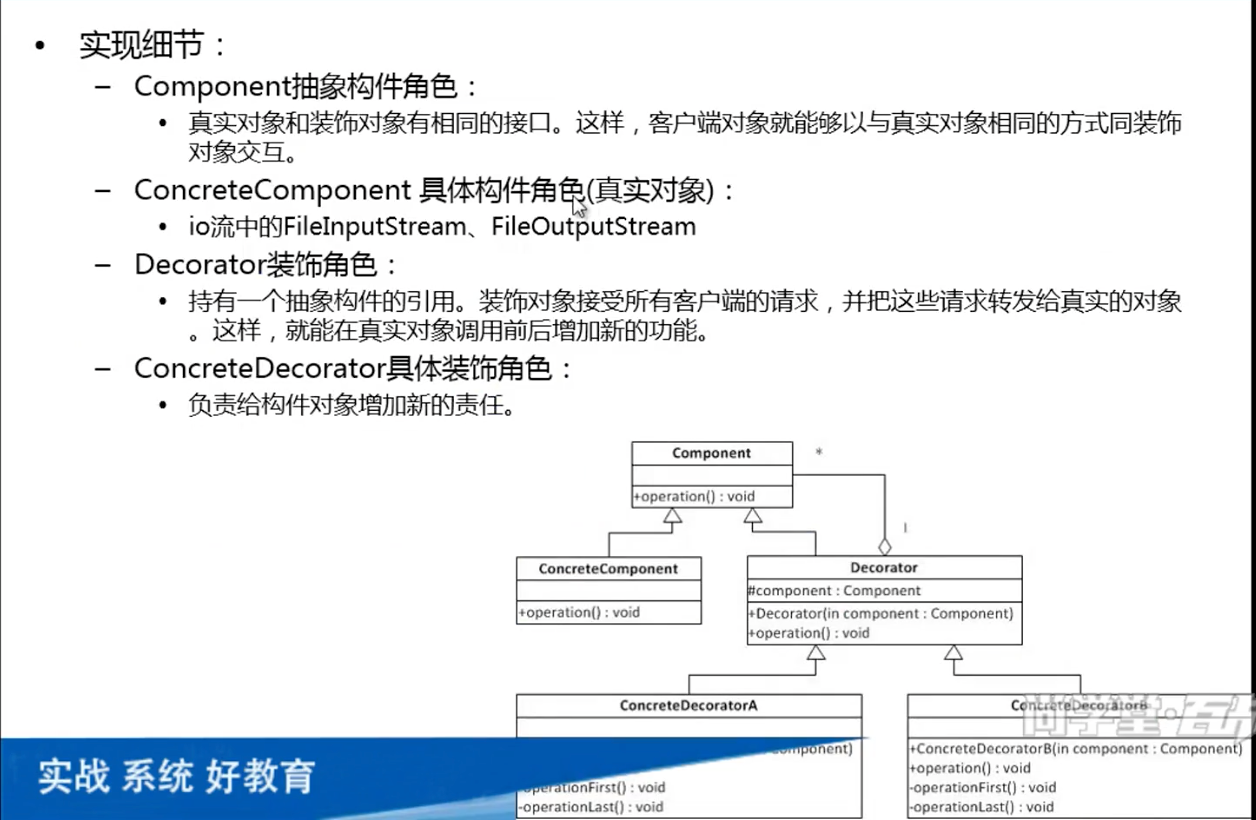 • 实现细节：
– Component抽象构件角色：
• 真实对象和装饰对象有相同的接口。这样，客户端对象就能够以与真实对象相同的方式同装饰
对象交互。
– ConcreteComponent 具体构件角色(真实对象)：
• io流中的FileInputStream、FileOutputStream
– Decorator装饰角色：
• 持有一个抽象构件的引用。装饰对象接受所有客户端的请求，并把这些请求转发给真实的对象
。这样，就能在真实对象调用前后增加新的功能。
– ConcreteDecorator具体装饰角色：
• 负责给构件对象增加新的责任。
Component
*
+operation() : void
1
ConcreteComponent
+operation() : void
Decorator
#component : Component
+Decorator(in component : Component)
+operation() : void
ConcreteDecoratorA
: Component)
-operationFirst() : void
-operationLast() : void
ConcreteDecoratorB
+ConcreteDecoratorB(in component : Component)
+operation() : void
-operationFirst() : void
-operationLast() : void
尚学堂
实战 系统 好教育